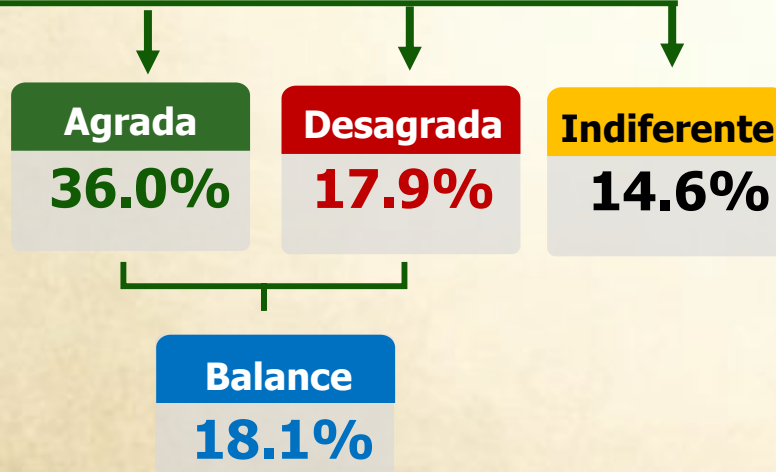 Agrada
36.0%
Desagrada
17.9%
Indiferente
14.6%
Balance
18.1%